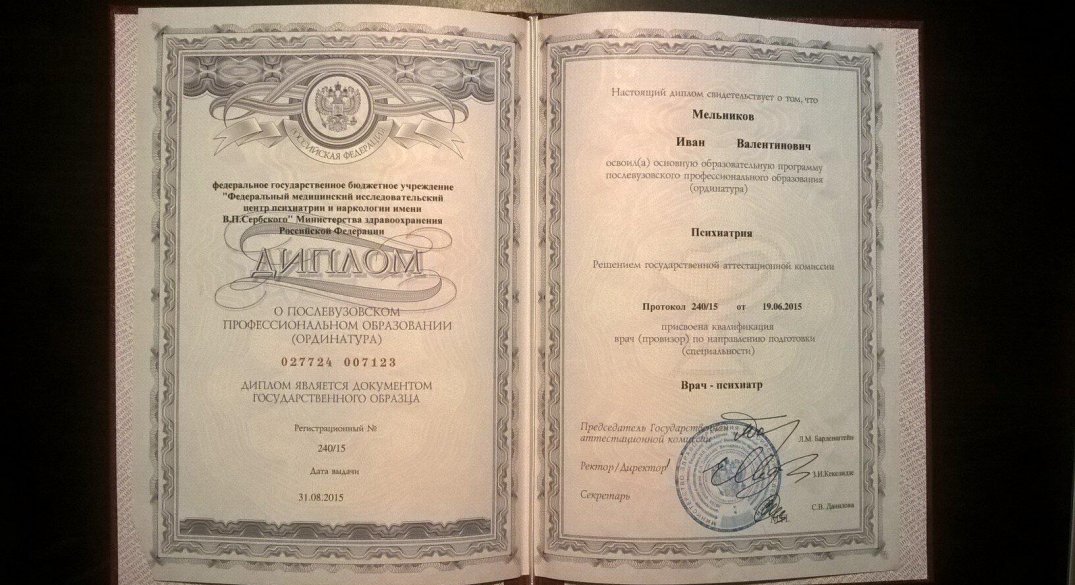 РОССИЙСКАЯ ФЕДЕРАЦИЯ
федеральное государственное бюджетное учреждение
"Федеральный медицинский исследовательский
центр психиатрии и наркологии имени
В.П.Сербского" Министерства здравоохранения
Российской Федерации
ДИПЛОМ
О ПОСЛЕВУЗОВСКОМ
ПРОФЕССИОНАЛЬНОМ ОБРАЗОВАНИИ
(ОРДИНАТУРА)
027724 007123
ДИПЛОМ ЯВЛЯЕТСЯ ДОКУМЕНТОМ
ГОСУДАРСТВЕННОГО ОБРАЗЦА
Регистрационный №
240/15
Дата выдачи
31.08.2015
Настоящий диплом свидетельствует о том, что
Мельников
Иван Валентинович
освоил(а) основную образовательную программу
послевузовского профессионального образования
(ординатура)
Психиатрия
Решением государственной аттестационной комиссии
Протокол 240/15 от 19.06.2015
присвоена квалификация
врач (провизор) по направлению подготовки
(специальности)
Врач - психиатр
Председатель Государственной
аттестационной комиссии
Л.М. Барденштейн
Ректор/Директор
З.И.Кекелидзе
Секретарь
С.В. Данилова
М.П.